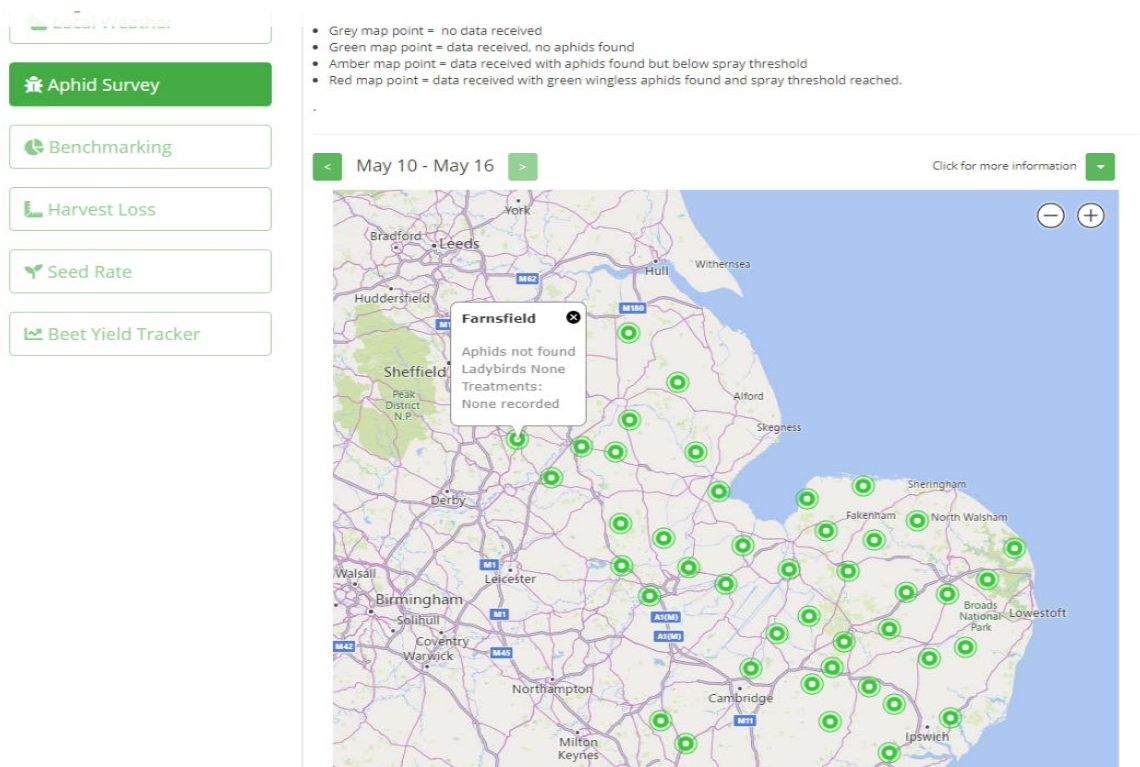 Local Weather
Aphid Survey
Benchmarking
Harvest Loss
Seed Rate
Beet Yield Tracker
Grey map point = no data received
Green map point = data received, no aphids found
Amber map point = data received with aphids found but below spray threshold
Red map point = data received with green wingless aphids found and spray threshold reached.
-
< May 10 - May 16 >
Click for more information
York
Bradford
Leeds
Hull
Withernsea
M62
Huddersfield
M180
Farnsfield
Aphids not found
Ladybirds None
Treatments:
None recorded
Sheffield
Peak
District
N.P.
Alford
Skegness
Derby
Sheringham
Fakenham
North Walsham
M1
Leicester
Walsall
Birmingham
Solihull
M1
A1(M)
A1(M)
Broads
National
Park
Lowestoft
M42
Coventry
Warwick
M45
Northampton
Cambridge
M11
Ipswich
Milton
Keynes